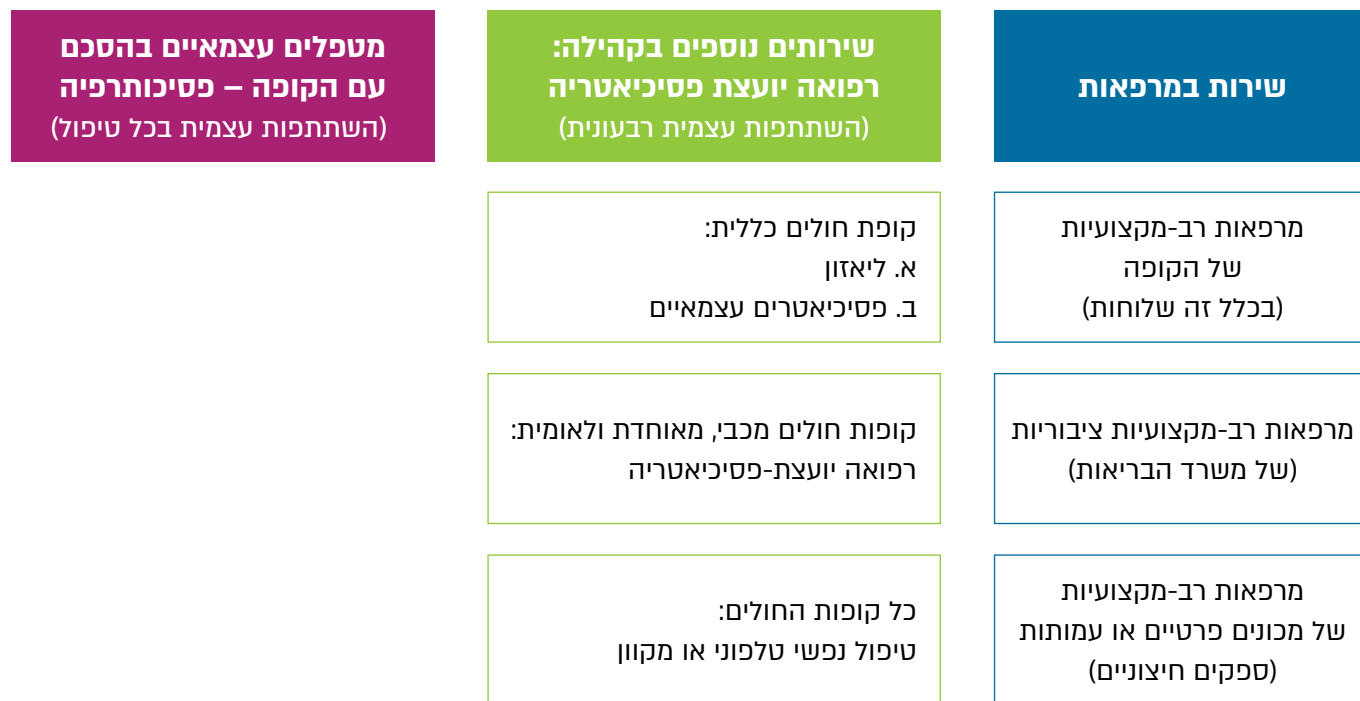 שירות במרפאות
מרפאות רב-מקצועיות
של הקופה
(בכלל זה שלוחות)
מרפאות רב-מקצועיות ציבוריות
(של משרד הבריאות)
מרפאות רב-מקצועיות
של מכונים פרטיים או עמותות
(ספקים חיצוניים)
שירותים נוספים בקהילה:
רפואה יועצת פסיכיאטריה
(השתתפות עצמית רבעונית)
קופת חולים כללית:
א. ליאזון
ב. פסיכיאטרים עצמאיים
קופות חולים מכבי, מאוחדת ולאומית:
רפואה יועצת-פסיכיאטריה
כל קופות החולים:
טיפול נפשי טלפוני או מקוון
מטפלים עצמאיים בהסכם
עם הקופה – פסיכותרפיה
(השתתפות עצמית בכל טיפול)